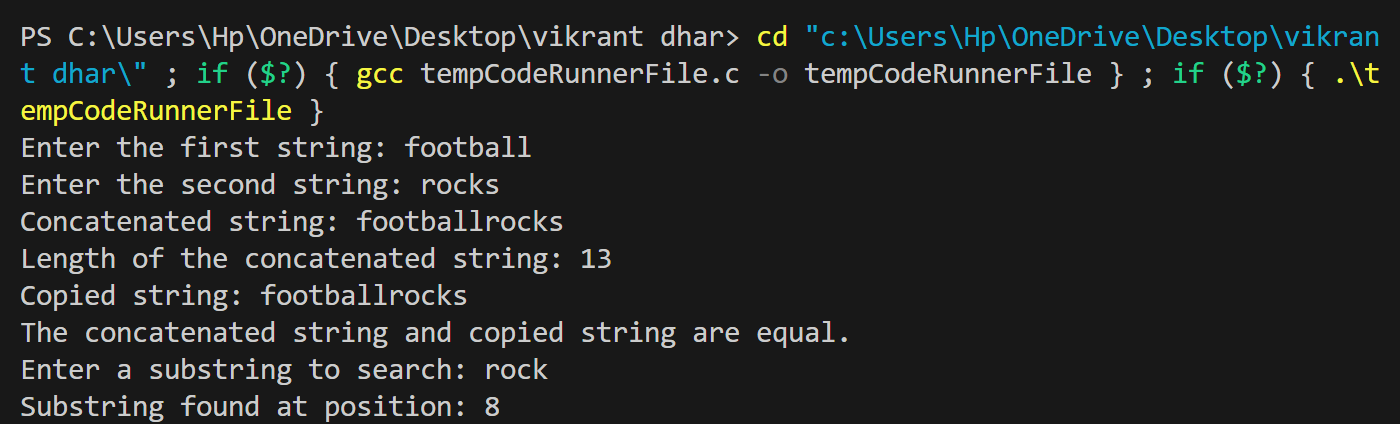 PS C:\Users\Hp\OneDrive\Desktop\vikrant dhar> cd "c:\Users\Hp\OneDrive\Desktop\vikran
t dhar\" ; if ($?) { gcc tempCodeRunnerFile.c -o tempCodeRunnerFile } ; if ($?) { .\t
empCodeRunnerFile }
Enter the first string: football
Enter the second string: rocks
Concatenated string: footballrocks
Length of the concatenated string: 13
Copied string: footballrocks
The concatenated string and copied string are equal.
Enter a substring to search: rock
Substring found at position: 8